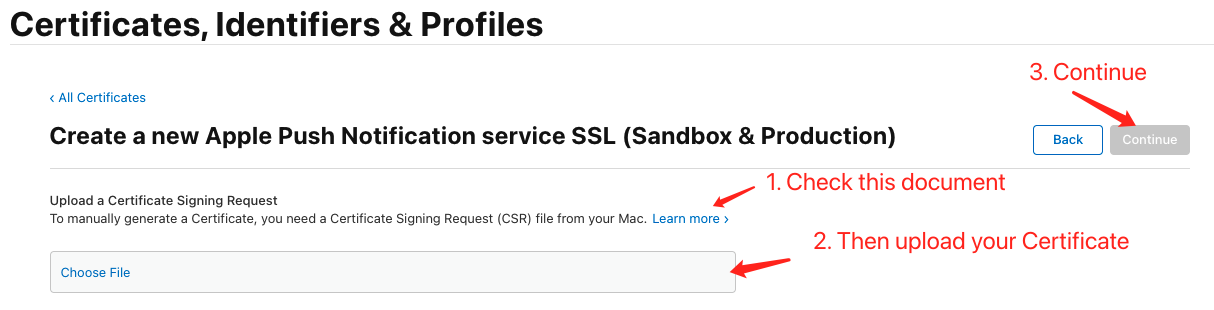 Certificates, Identifiers & Profiles
3. Continue
‹ All Certificates
Create a new Apple Push Notification service SSL (Sandbox & Production)
Back
Continue
1. Check this document
Upload a Certificate Signing Request
To manually generate a Certificate, you need a Certificate Signing Request (CSR) file from your Mac. Learn more ›
2. Then upload your Certificate
Choose File